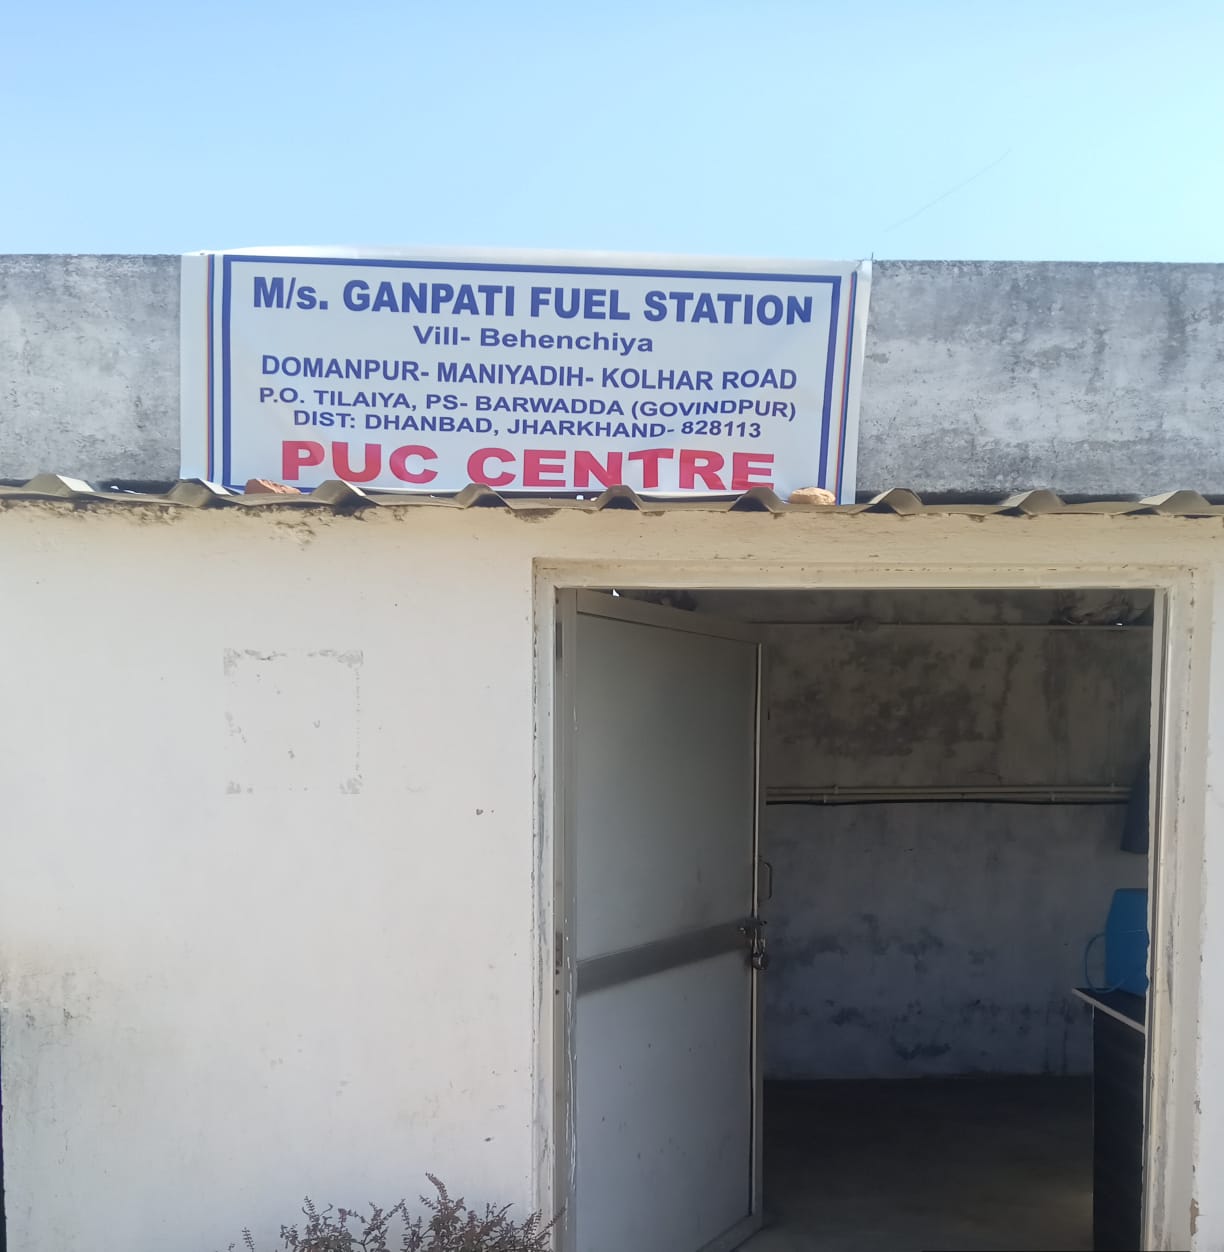 M/s. GANPATI FUEL STATION
Vill- Behenchiya
DOMANPUR- MANIYADIH- KOLHAR ROAD
P.O. TILAIYA, PS- BARWADDA (GOVINDPUR)
DIST: DHANBAD, JHARKHAND- 828113
PUC CENTRE